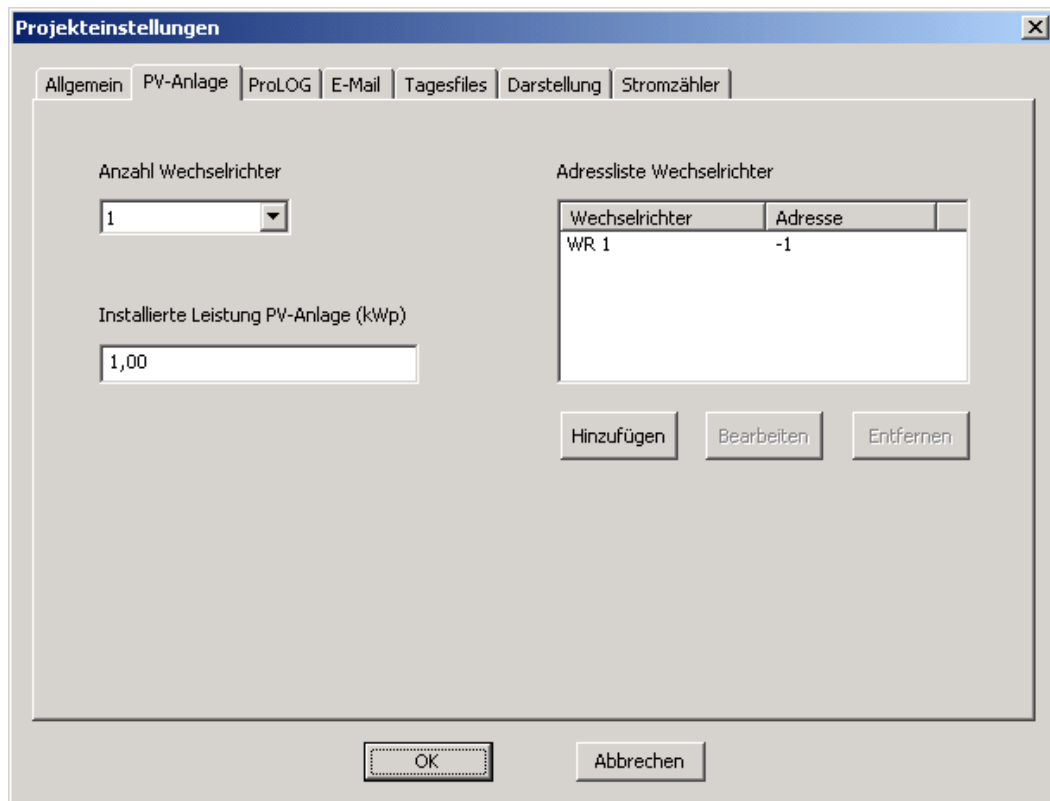 Projekteinstellungen
Allgemein PV-Anlage ProLOG E-Mail Tagesfiles Darstellung Stromzähler
Anzahl Wechselrichter
1
Installierte Leistung PV-Anlage (kWp)
1,00
Adressliste Wechselrichter
Wechselrichter Adresse
WR 1 -1
Hinzufügen Bearbeiten Entfernen
OK Abbrechen